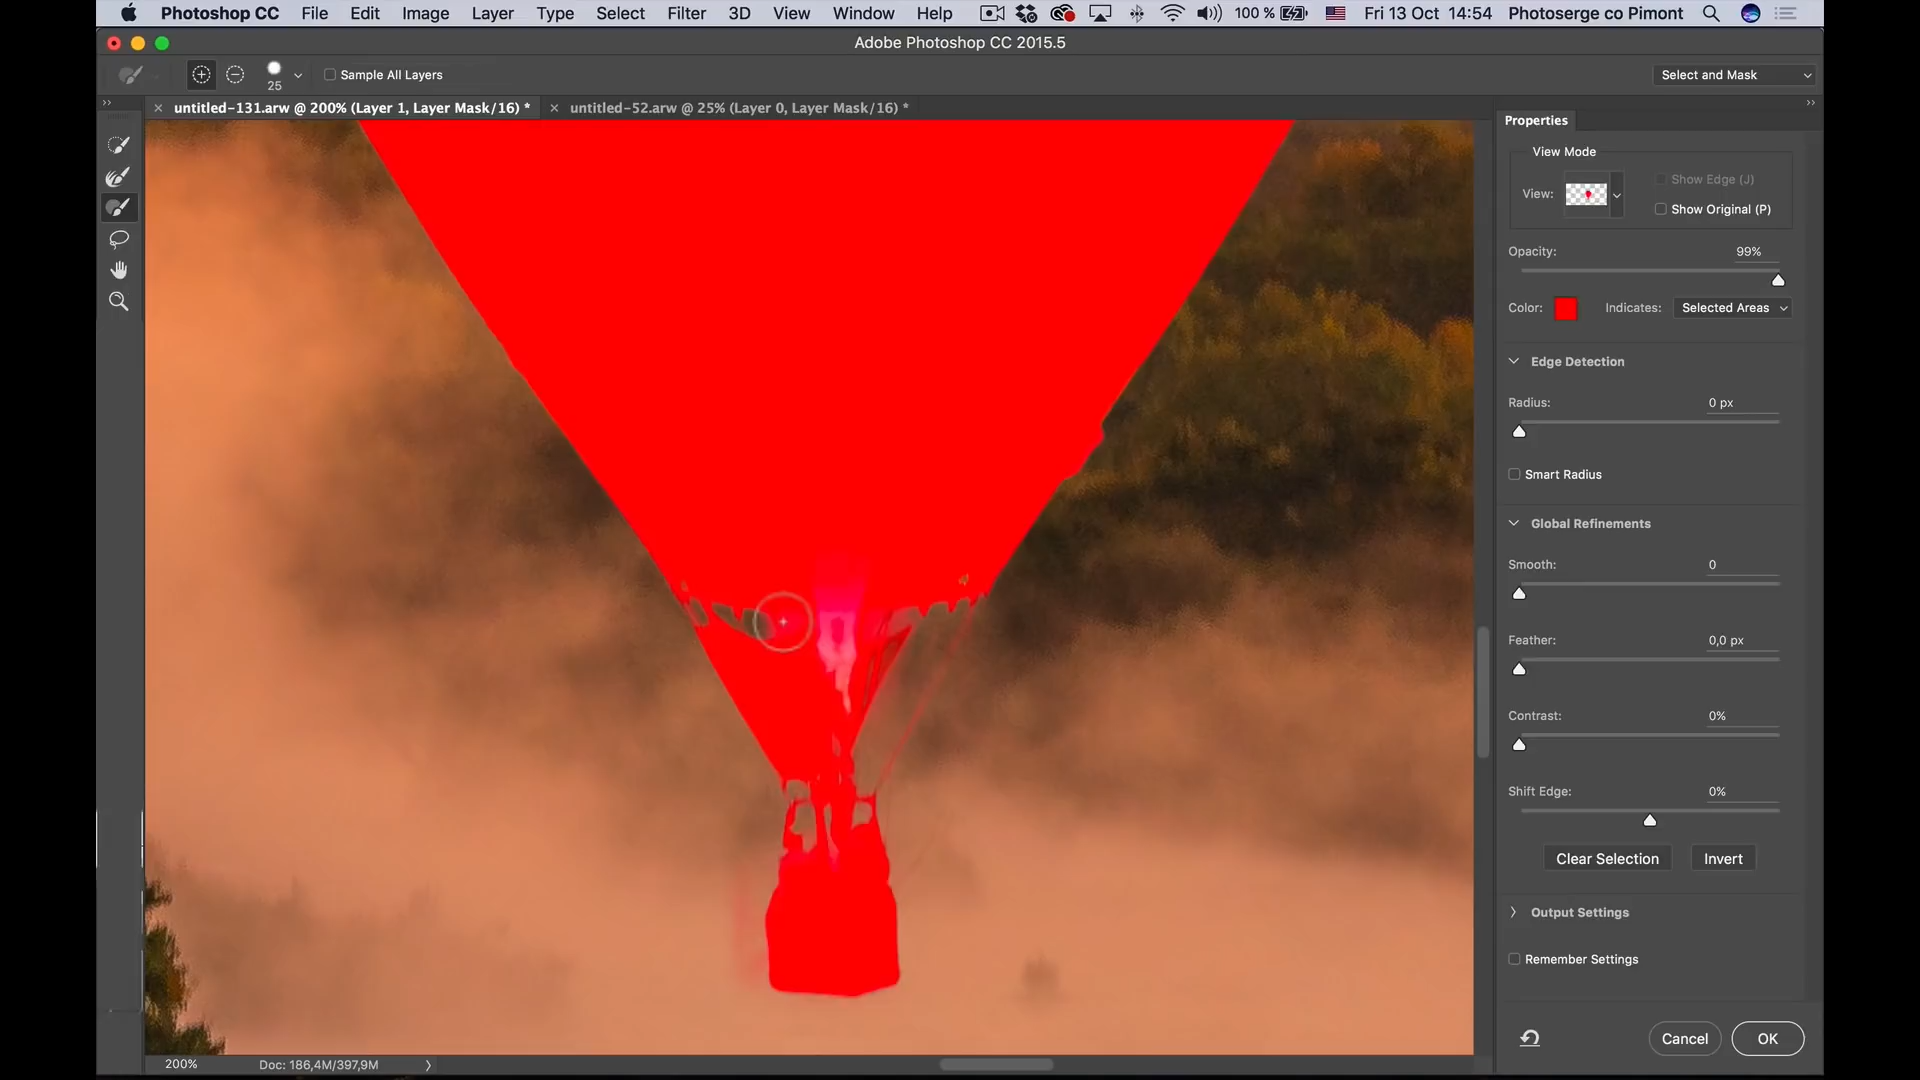 Photoshop CC File Edit Image Layer Type Select Filter 3D View Window Help 100 % Fri 13 Oct 14:54 Photoserge co Pimont
Adobe Photoshop CC 2015.5
25 Sample All Layers Select and Mask
untitled-131.arw @ 200% (Layer 1, Layer Mask/16) * untitled-52.arw @ 25% (Layer 0, Layer Mask/16) *
Properties
View Mode
View: Show Edge (J)
Show Original (P)
Opacity: 99%
Color: Indicates: Selected Areas
Edge Detection
Radius: 0 px
Smart Radius
Global Refinements
Smooth: 0
Feather: 0,0 px
Contrast: 0%
Shift Edge: 0%
Clear Selection Invert
Output Settings
Remember Settings
Cancel OK
200% Doc: 186,4M/397,9M